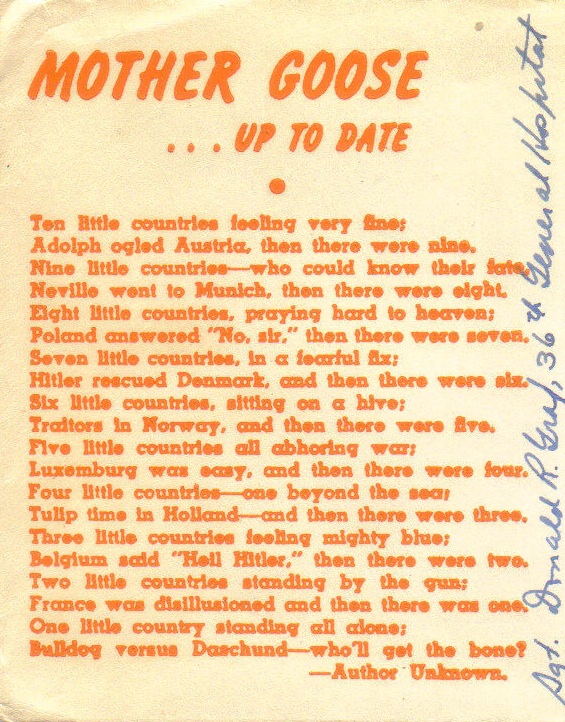 MOTHER GOOSE
... UP TO DATE
Ten little countries feeling very fine;
Adolph ogled Austria, then there were nine.
Nine little countries—who could know their fate,
Neville went to Munich, then there were eight.
Eight little countries, praying hard to heaven;
Poland answered "No, sir," then there were seven.
Seven little countries, in a fearful fix;
Hitler rescued Denmark, and then there were six.
Six little countries, sitting on a hive;
Traitors in Norway, and then there were five.
Five little countries all abhoring war;
Luxemburg was easy, and then there were four.
Four little countries—one beyond the sea;
Tulip time in Holland—and then there were three.
Three little countries feeling mighty blue;
Belgium said "Heil Hitler," then there were two.
Two little countries standing by the gun;
France was disillusioned and then there was one.
One little country standing all alone;
Bulldog versus Daschund—who'll get the bone?
—Author Unknown.
Sgt. Donald R. Graf, 36th General Hospital